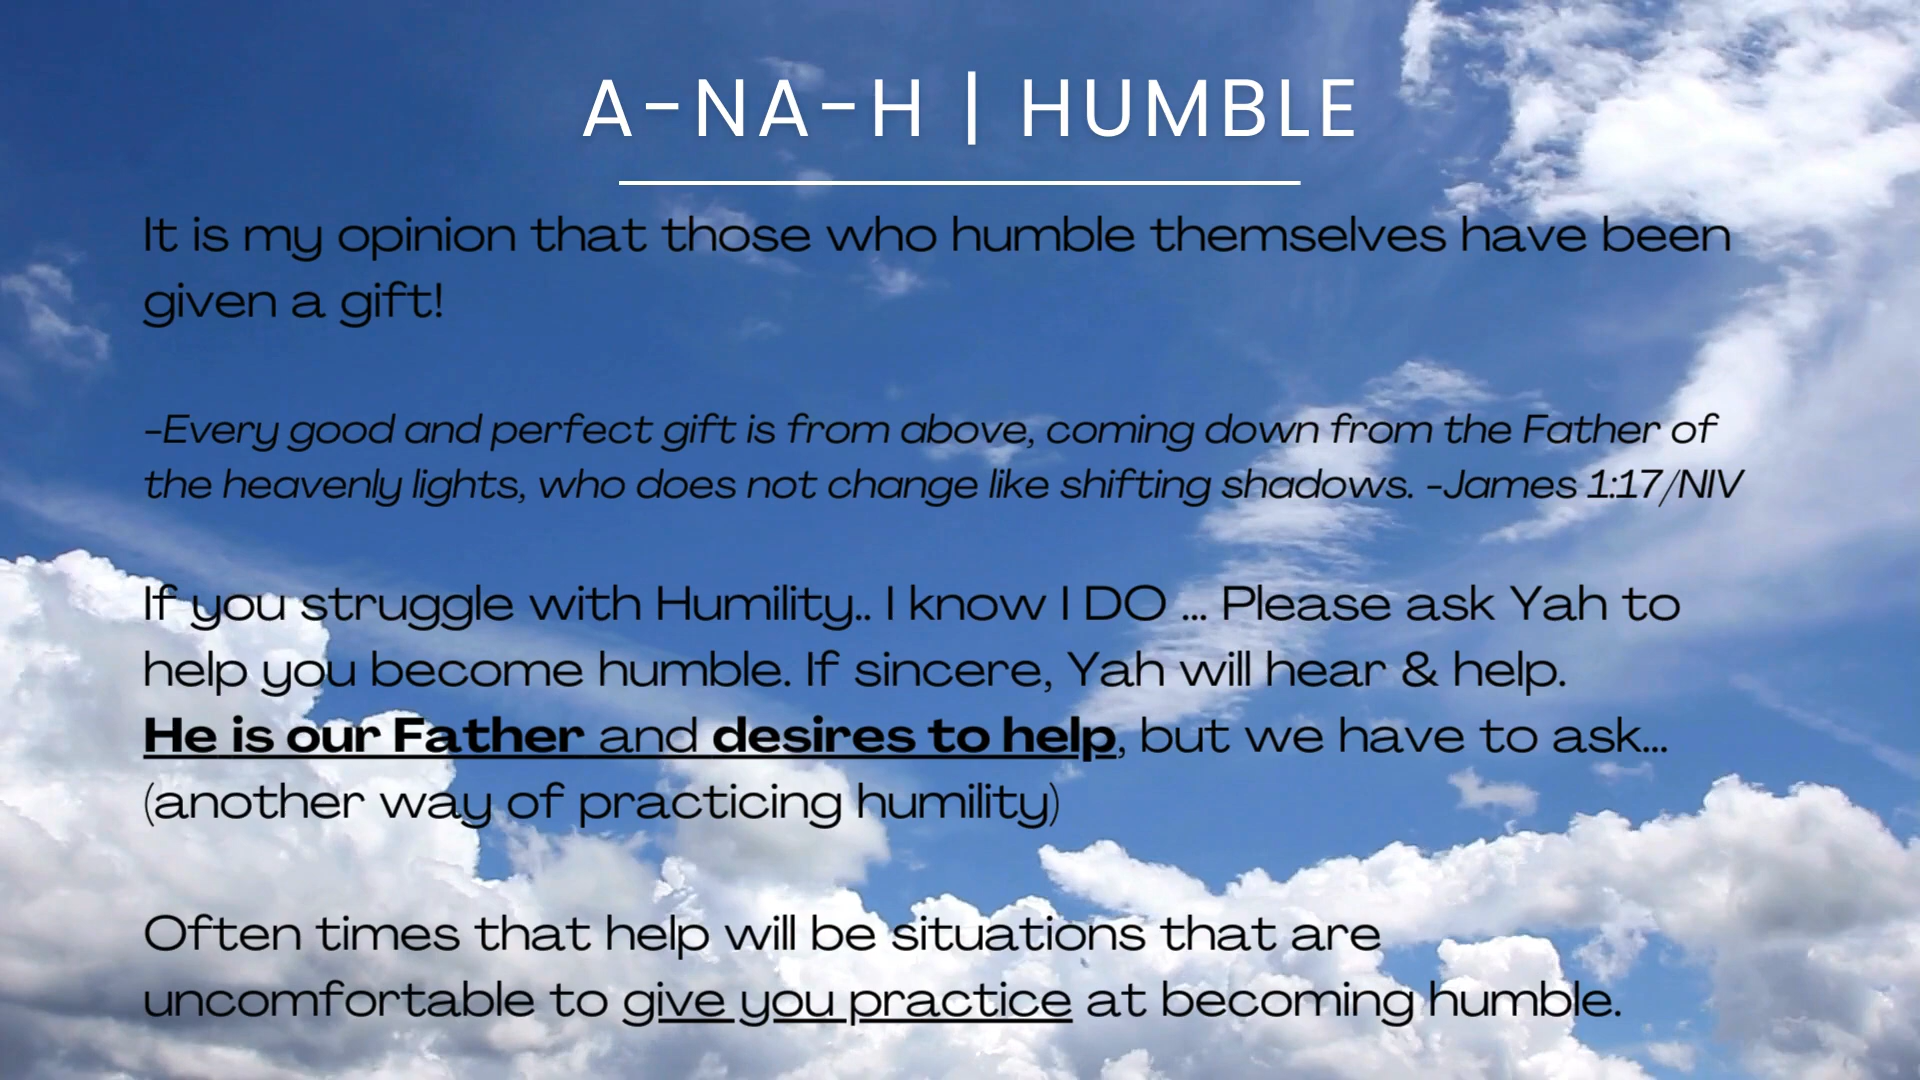 A-NA-H | HUMBLE
It is my opinion that those who humble themselves have been
given a gift!
-Every good and perfect gift is from above, coming down from the Father of
the heavenly lights, who does not change like shifting shadows. -James 1:17/NIV
If you struggle with Humility.. I know I DO ... Please ask Yah to
help you become humble. If sincere, Yah will hear & help.
He is our Father and desires to help, but we have to ask...
(another way of practicing humility)
Often times that help will be situations that are
uncomfortable to give you practice at becoming humble.